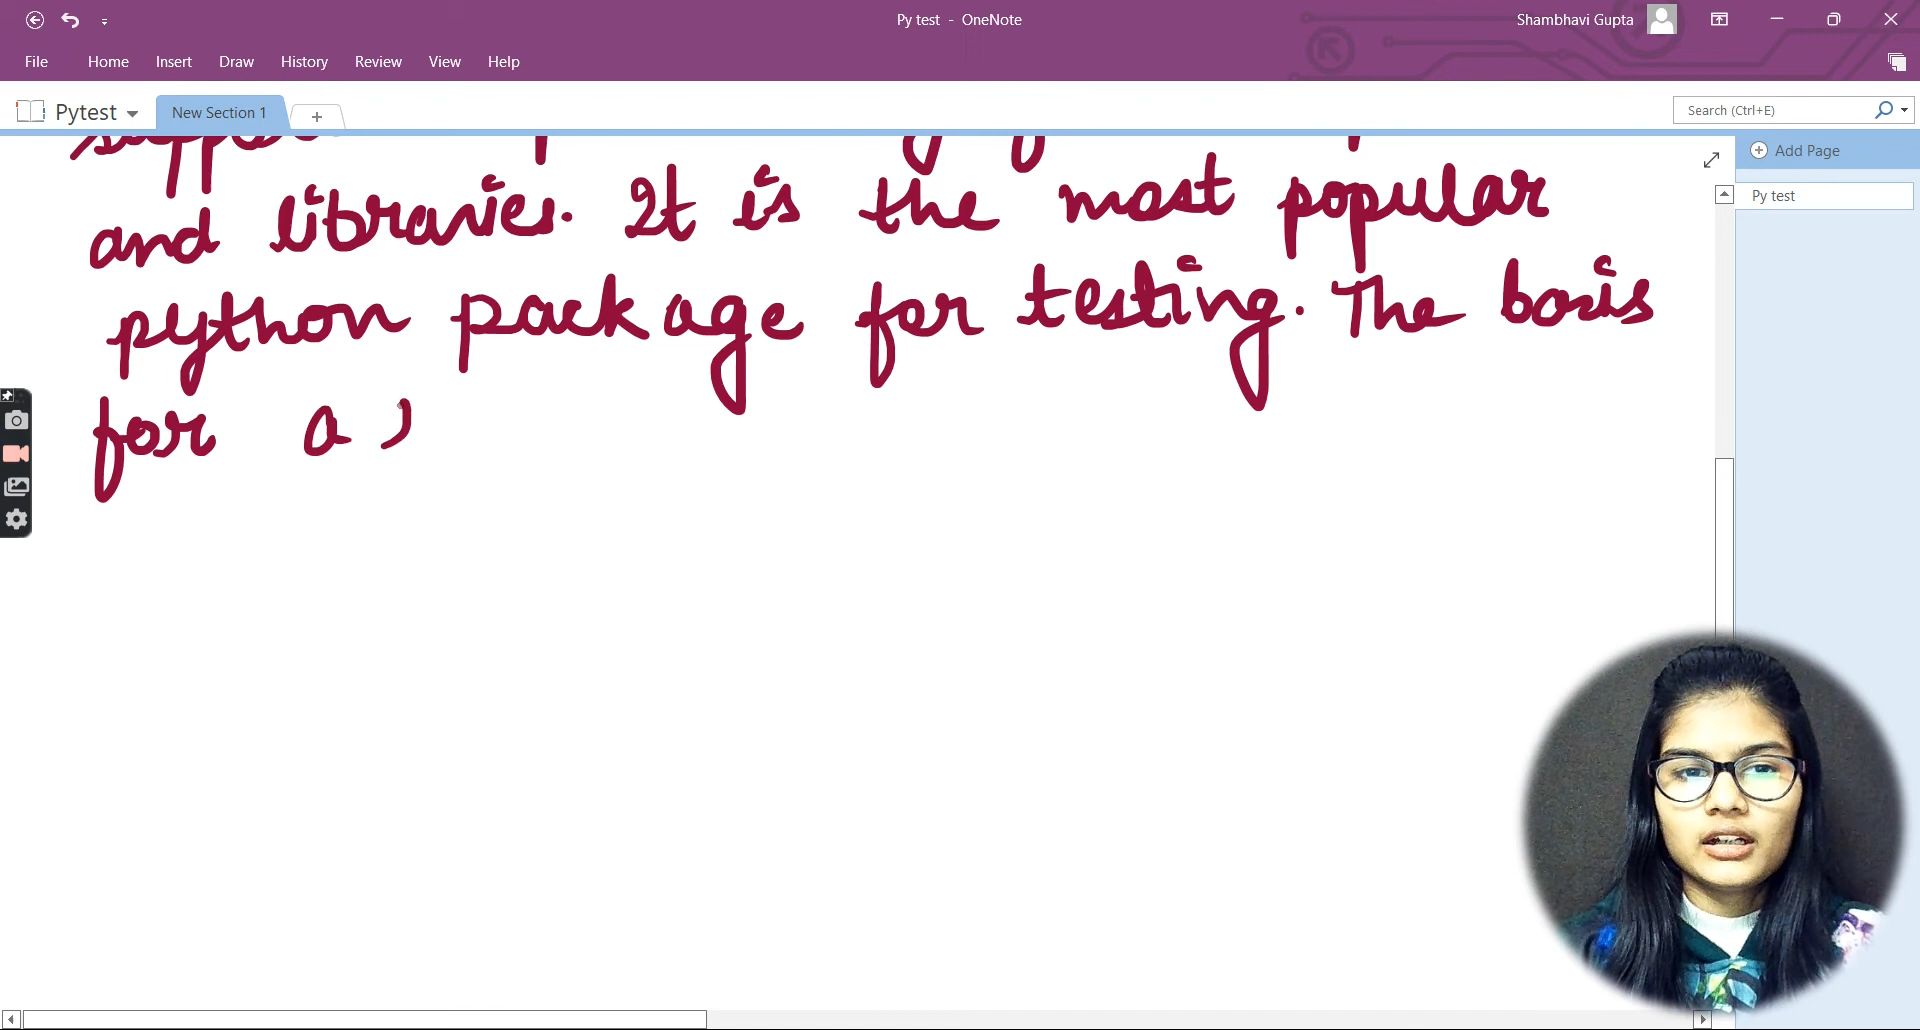 Py test - OneNote
Shambhavi Gupta
File Home Insert Draw History Review View Help
Pytest
New Section 1
+
Search (Ctrl+E)
Add Page
Py test
and libraries. It is the most popular
python package for testing. The basis
for a